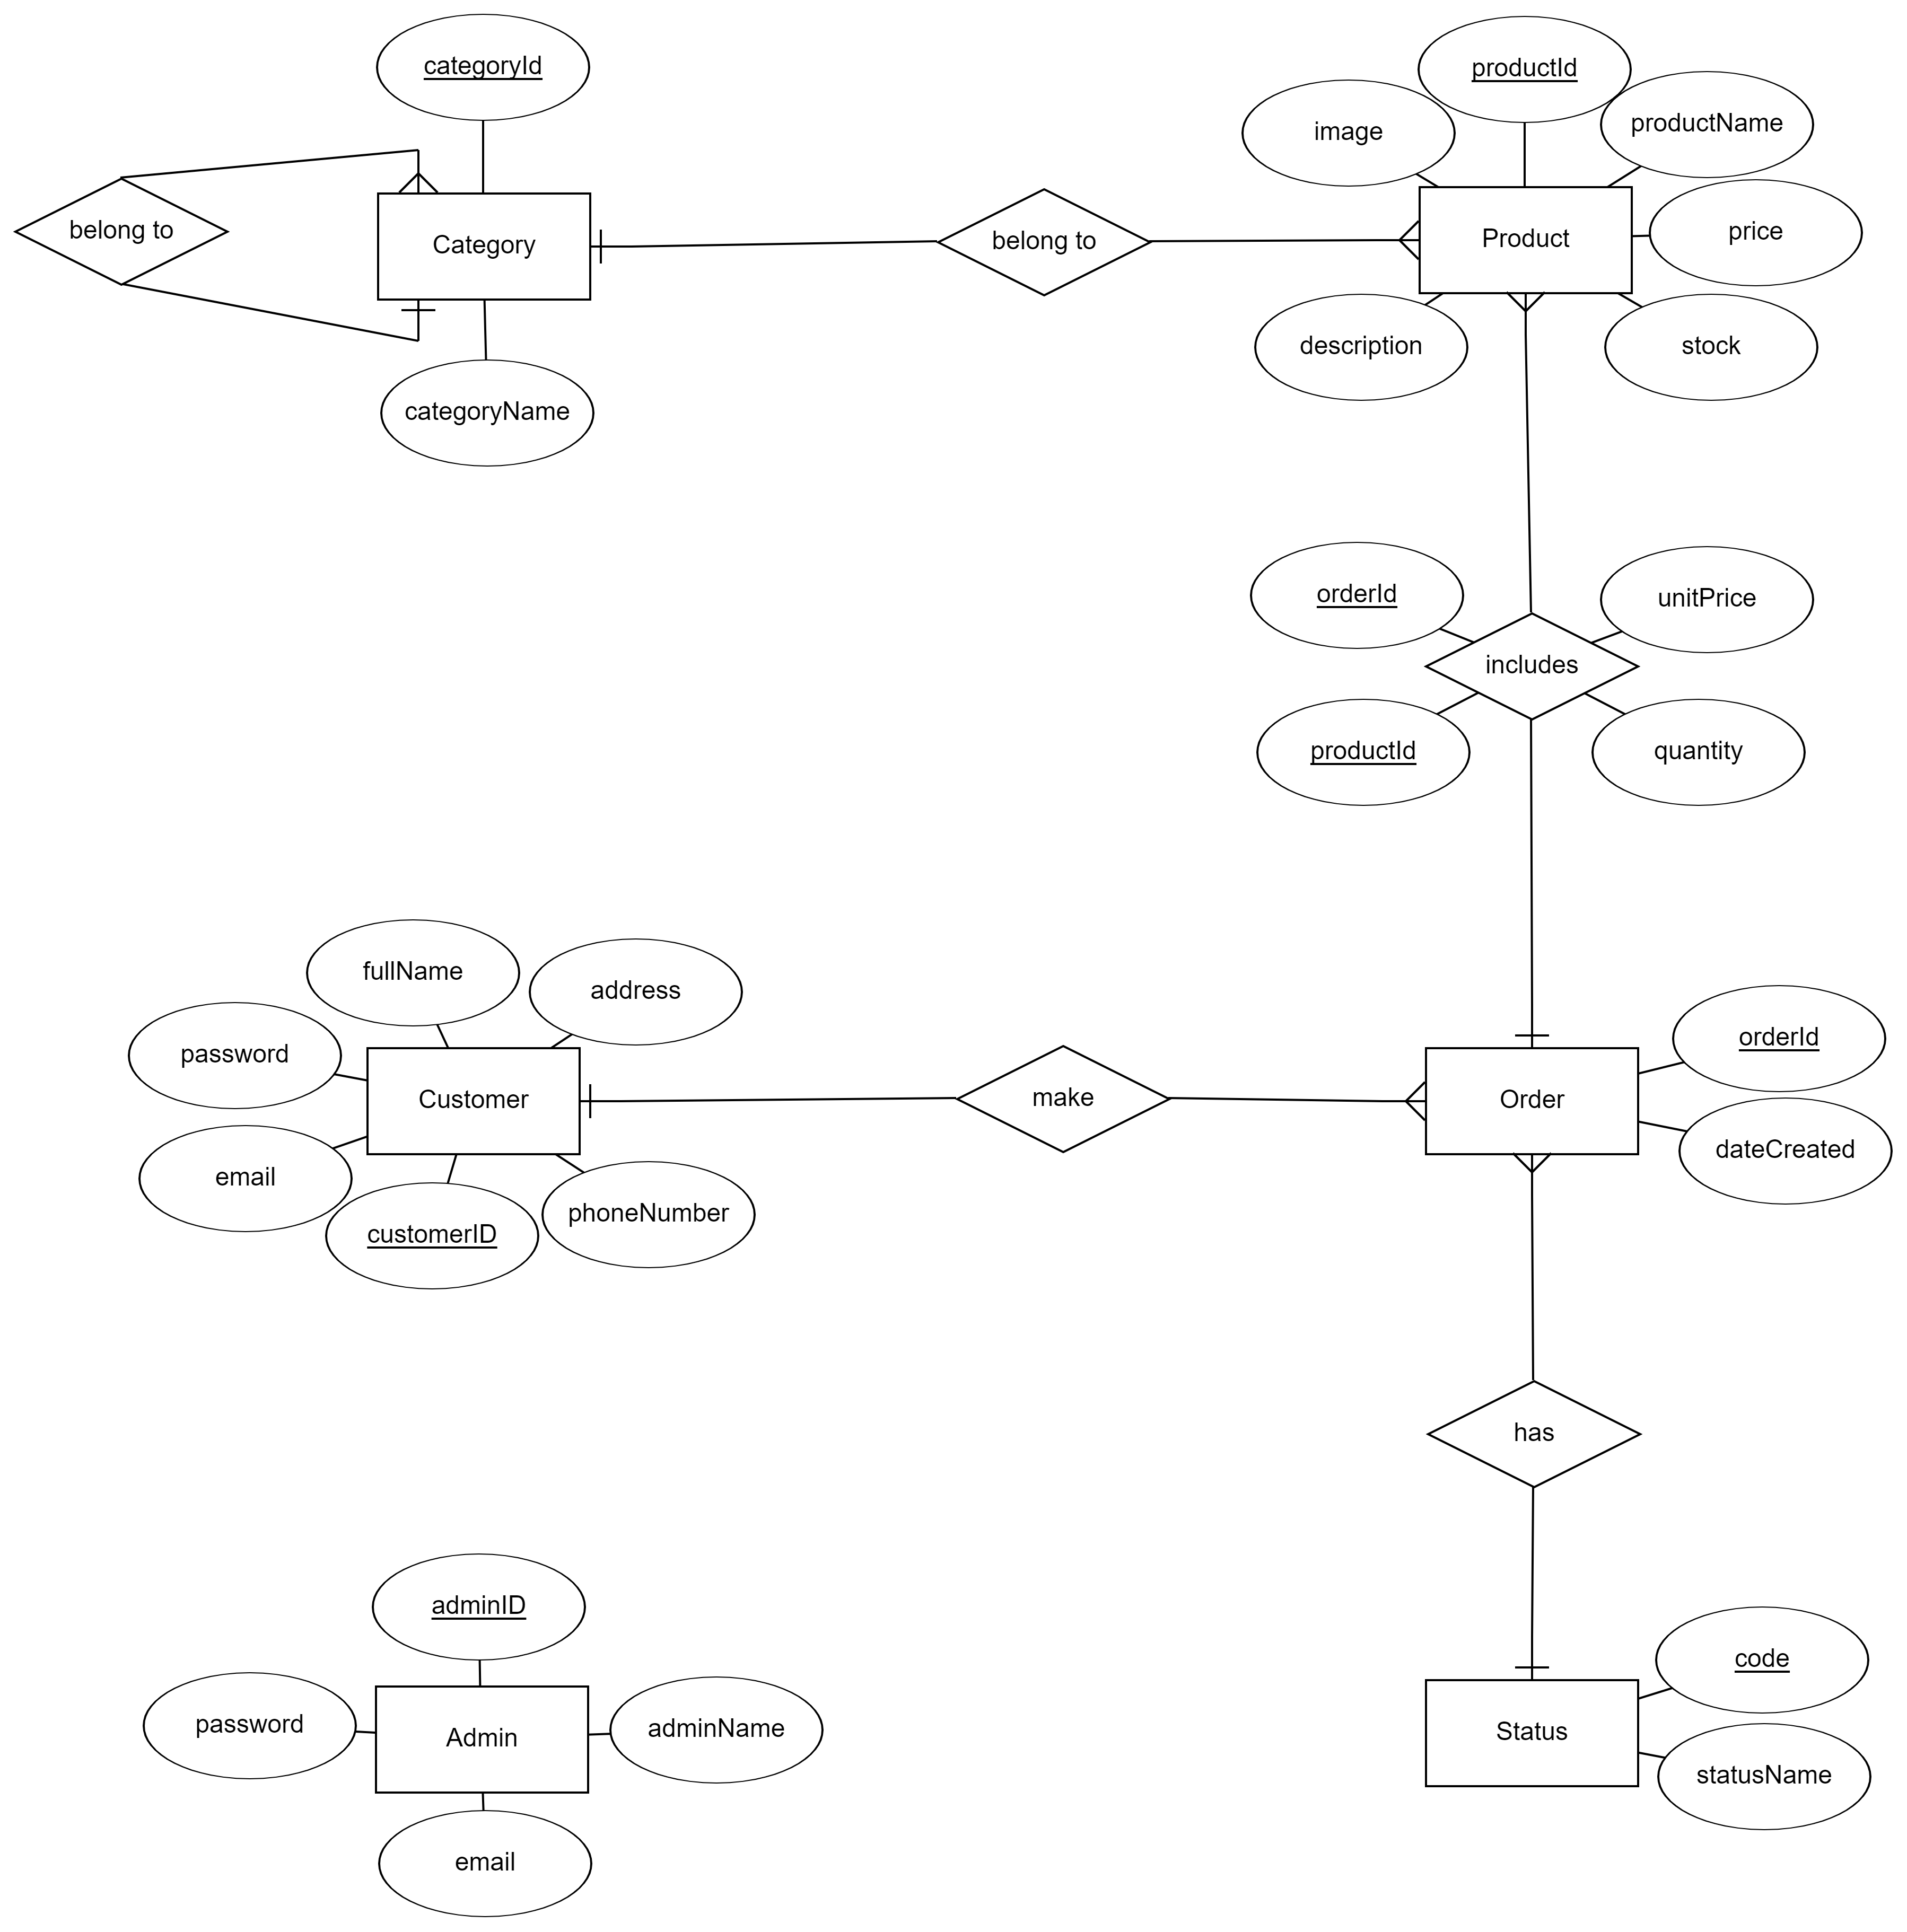 categoryId
productId
image
productName
belong to
Category
belong to
Product
price
description
stock
categoryName
orderId
unitPrice
includes
productId
quantity
fullName
address
password
Customer
make
Order
orderId
dateCreated
email
customerID
phoneNumber
has
adminID
code
password
Admin
adminName
Status
statusName
email